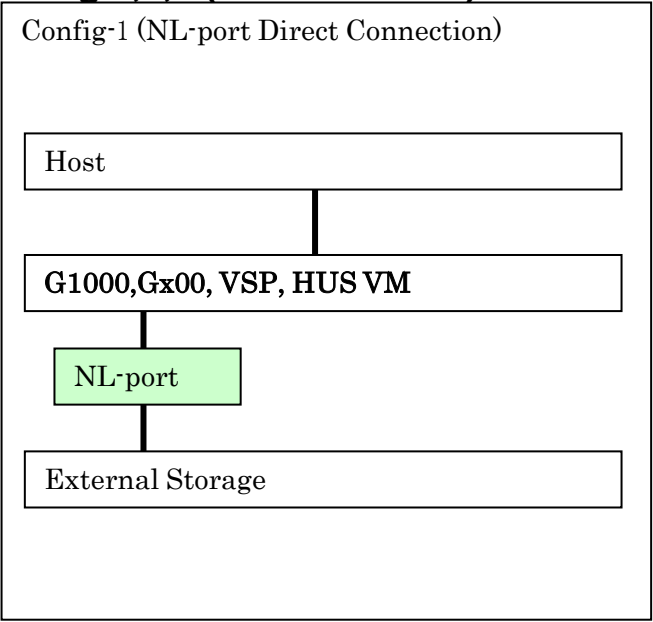 Config-1 (NL-port Direct Connection)
Host
G1000,Gx00, VSP, HUS VM
NL-port
External Storage